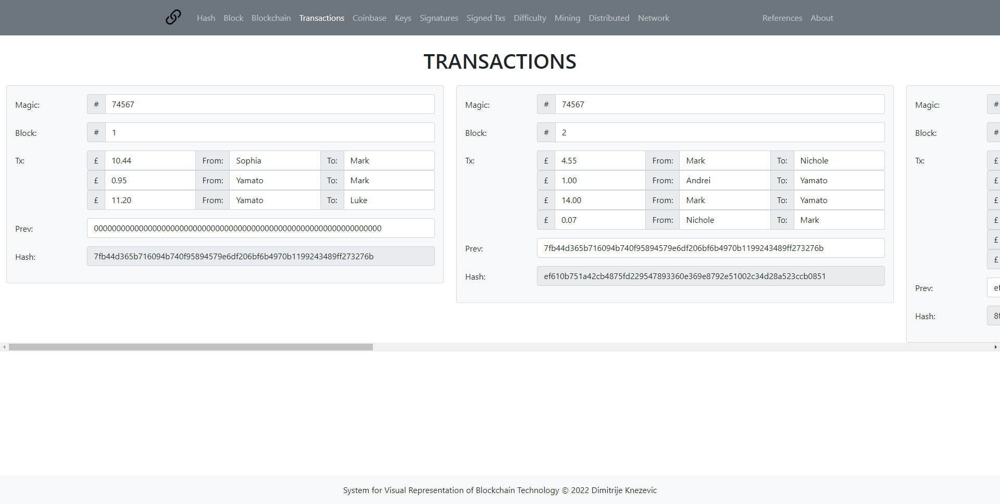 Hash Block Blockchain Transactions Coinbase Keys Signatures Signed Txs Difficulty Mining Distributed Network References About
TRANSACTIONS
Magic: # 74567
Block: # 1
Tx: £ 10.44 From: Sophia To: Mark
£ 0.95 From: Yamato To: Mark
£ 11.20 From: Yamato To: Luke
Prev: 0000000000000000000000000000000000000000000000000000000000000000
Hash: 7fb44d365b716094b740f95894579e6df206bf6b4970b1199243489ff273276b
Magic: # 74567
Block: # 2
Tx: £ 4.55 From: Mark To: Nichole
£ 1.00 From: Andrei To: Yamato
£ 14.00 From: Mark To: Yamato
£ 0.07 From: Nichole To: Mark
Prev: 7fb44d365b716094b740f95894579e6df206bf6b4970b1199243489ff273276b
Hash: ef610b751a42cb4875fd229547893360e369e8792e51002c34d28a523ccb0851
Magic: #
Block: #
Tx: £
£
£
£
£
£
Prev:
Hash:
System for Visual Representation of Blockchain Technology © 2022 Dimitrije Knezevic